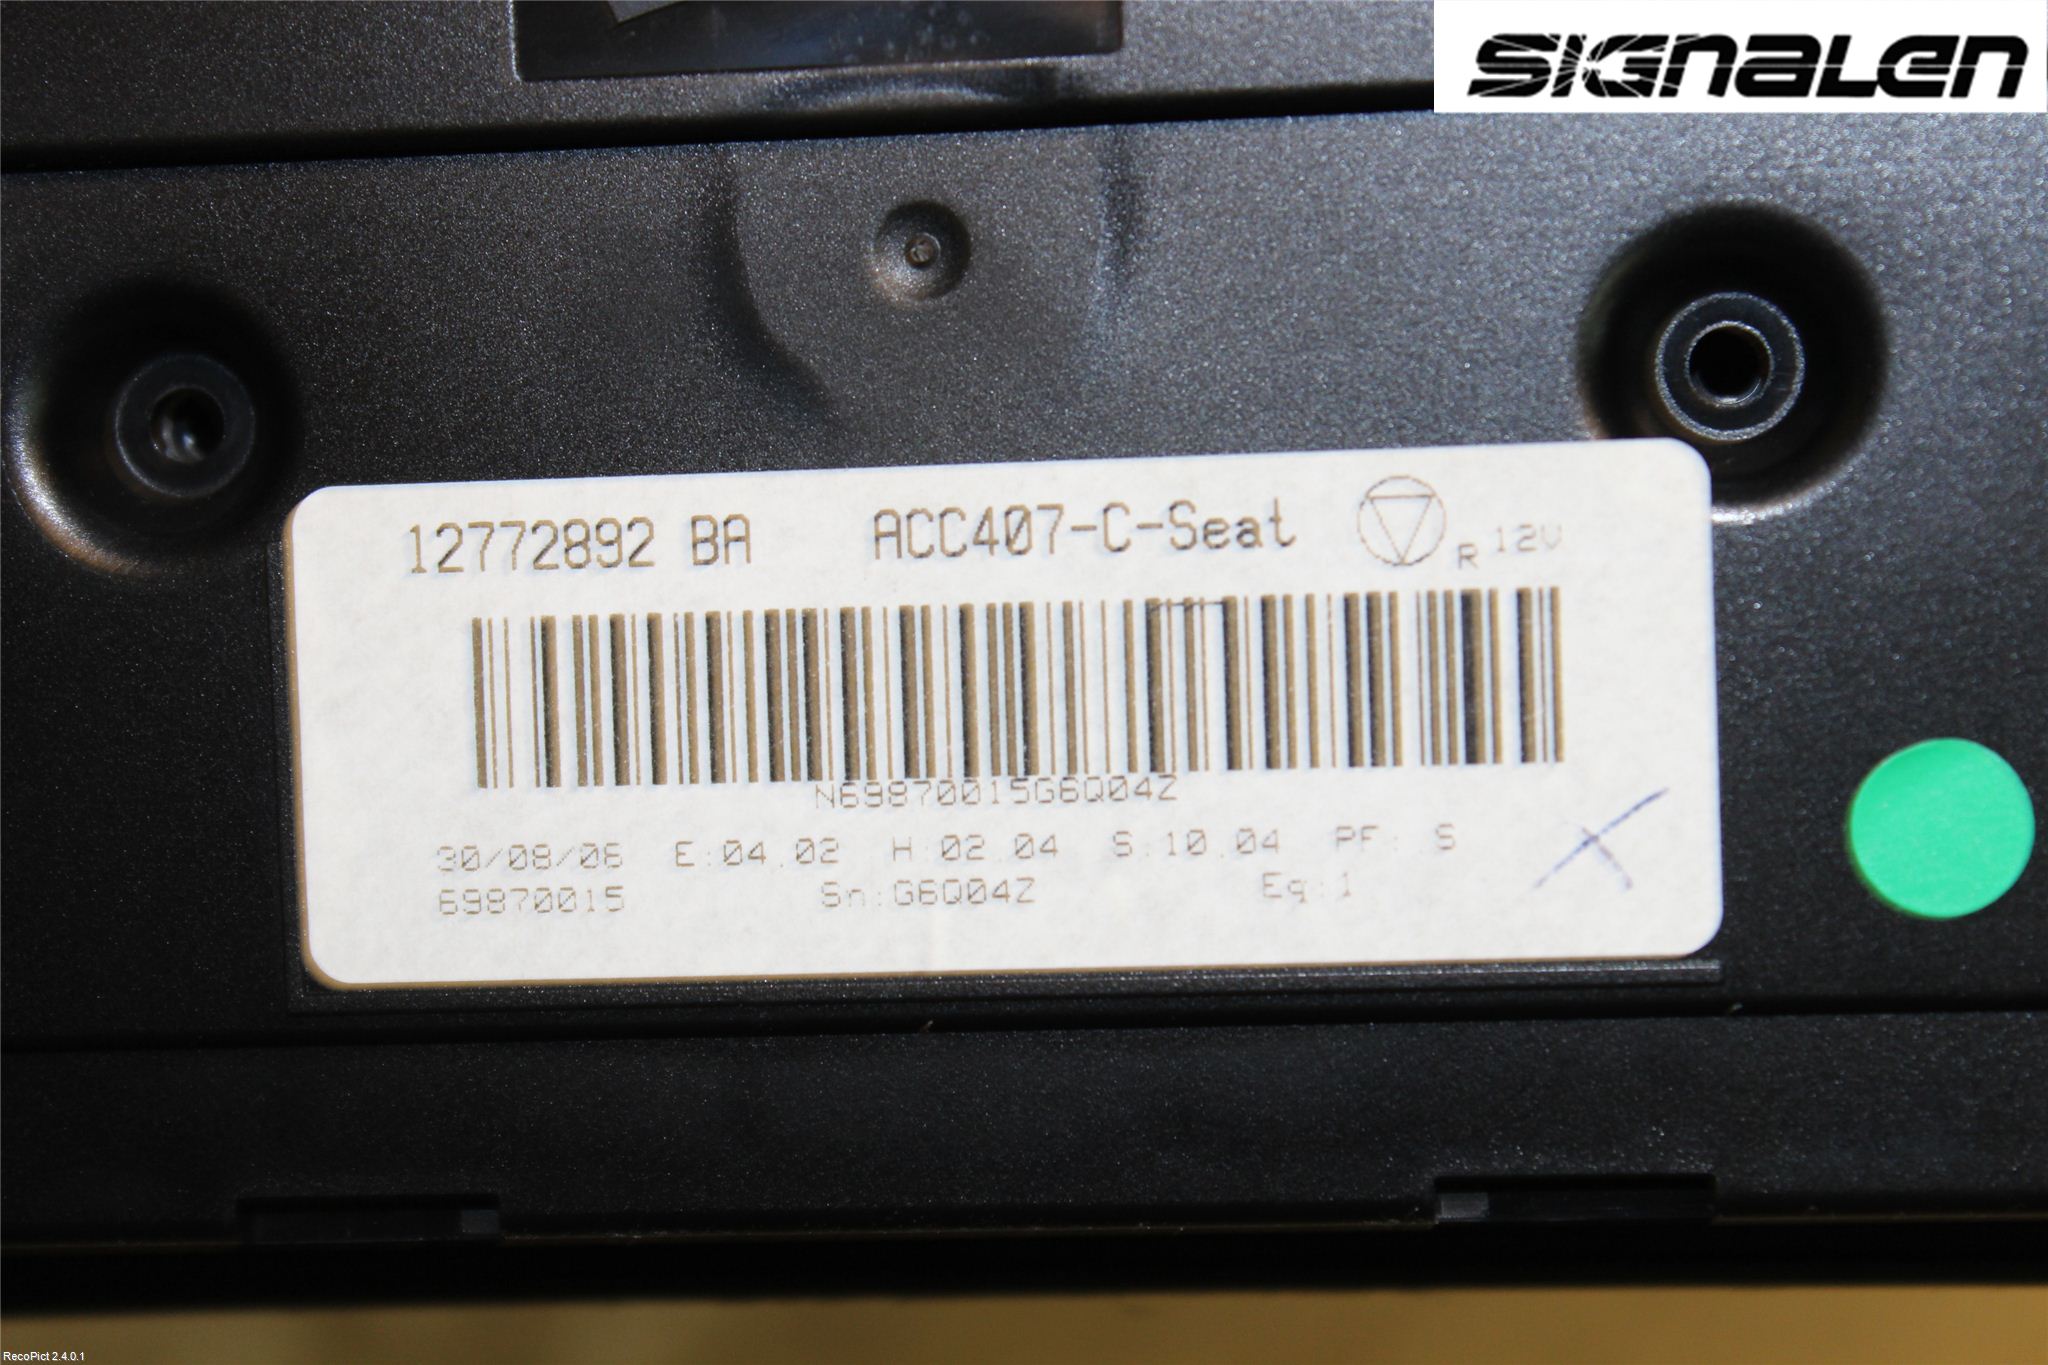 SIGNALEN
12772892 BA ACC407-C-Seat R 12V
N69870015G6Q04Z
30/08/06 E:04.02 H:02.04 S:10.04 PF: .S
69870015 Sn:G6Q04Z Eq:1
RecoPict 2.4.0.1